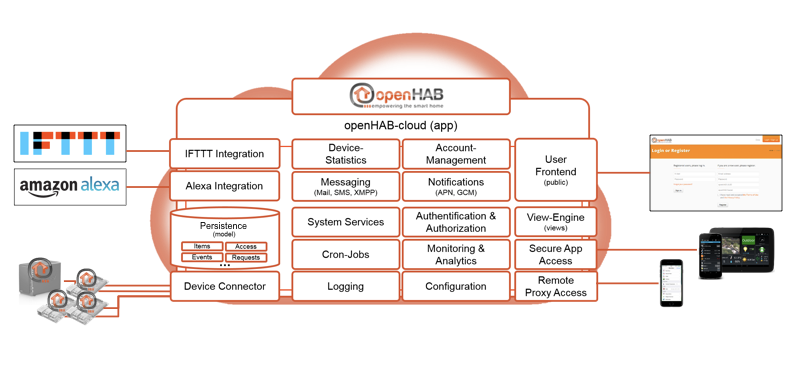 openHAB
empowering the smart home
openHAB-cloud (app)
IFTTT
amazon alexa
IFTTT Integration
Alexa Integration
Persistence
(model)
Items
Access
Events
Requests
...
Device Connector
Device-
Statistics
Messaging
(Mail, SMS, XMPP)
System Services
Cron-Jobs
Logging
Account-
Management
Notifications
(APN, GCM)
Authentification &
Authorization
Monitoring &
Analytics
Configuration
User
Frontend
(public)
View-Engine
(views)
Secure App
Access
Remote
Proxy Access
openHAB
Login or Register